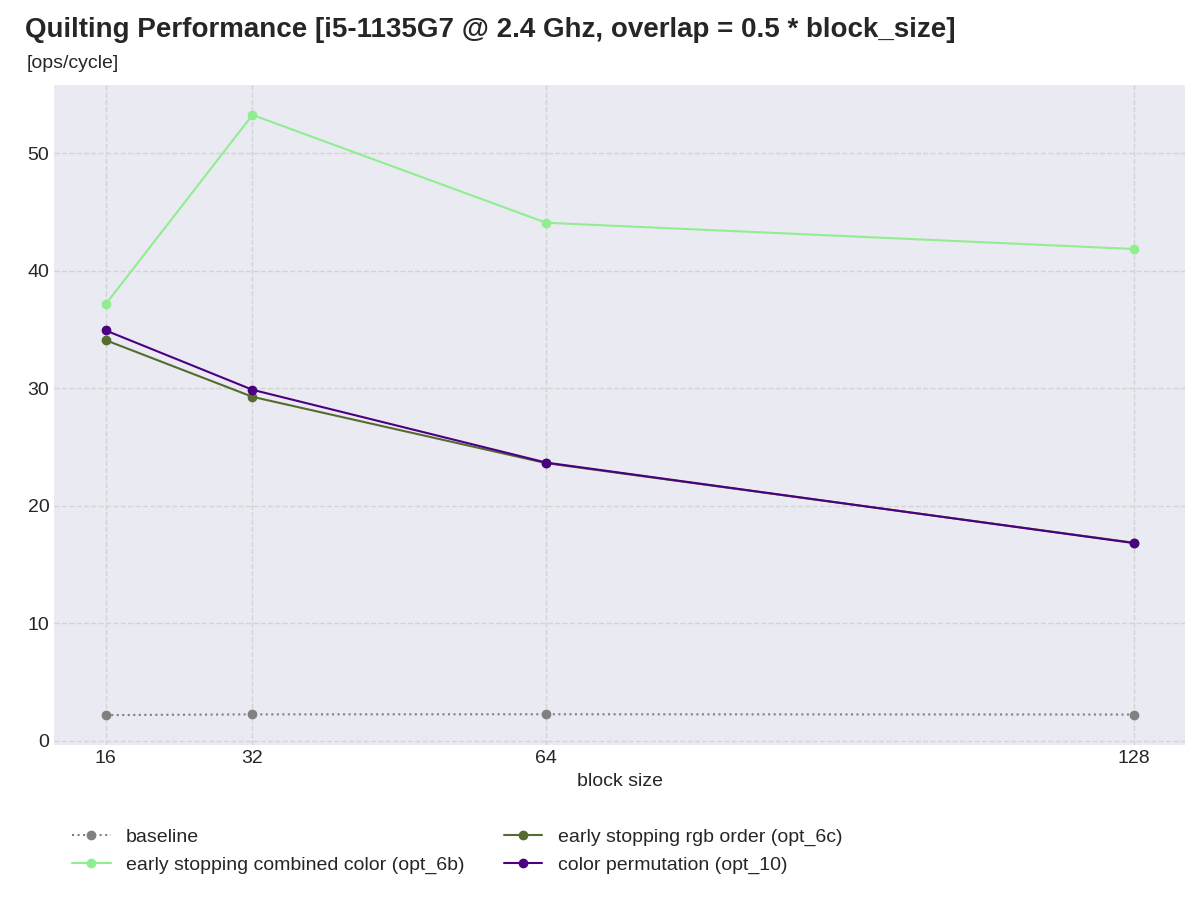 Quilting Performance [i5-1135G7 @ 2.4 Ghz, overlap = 0.5 * block_size]
[ops/cycle]
50
40
30
20
10
0
16 32 64 128
block size
baseline
early stopping combined color (opt_6b)
early stopping rgb order (opt_6c)
color permutation (opt_10)